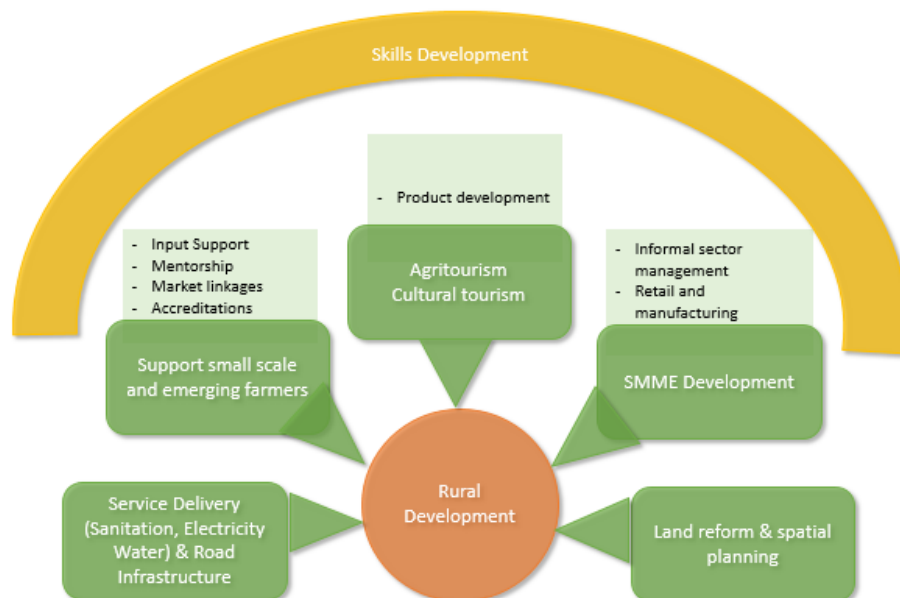 Skills Development
- Product development
Agritourism
Cultural tourism
- Input Support
- Mentorship
- Market linkages
- Accreditations
Support small scale
and emerging farmers
- Informal sector
management
- Retail and
manufacturing
SMME Development
Rural
Development
Service Delivery
(Sanitation, Electricity
Water) & Road
Infrastructure
Land reform & spatial
planning